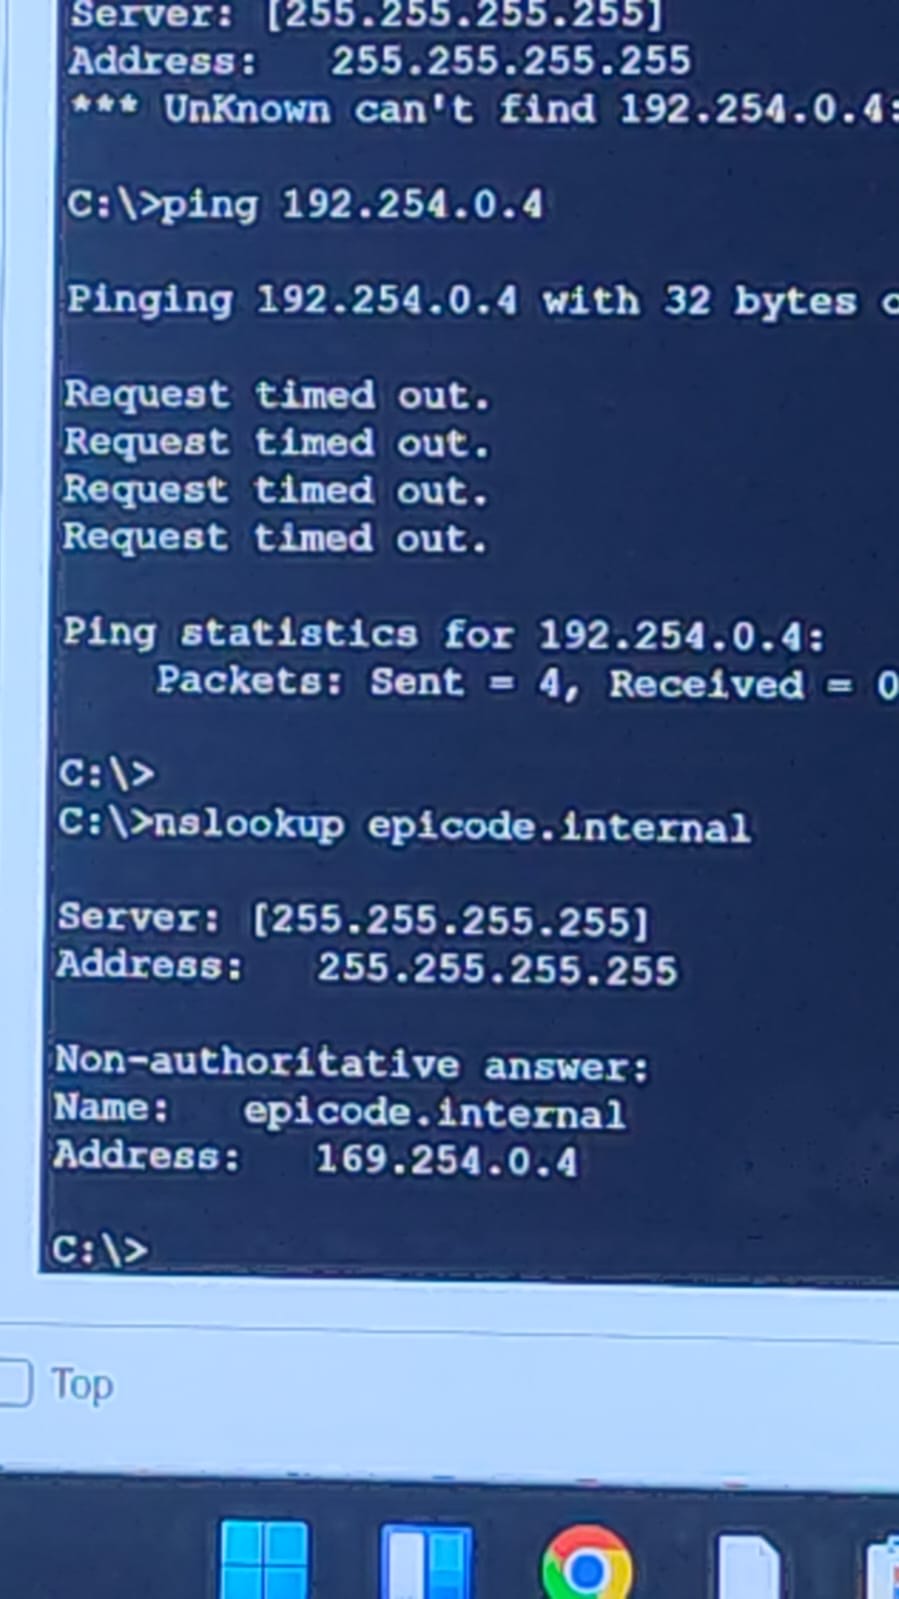 Server: [255.255.255.255]
Address: 255.255.255.255
*** UnKnown can't find 192.254.0.4:
C:\>ping 192.254.0.4
Pinging 192.254.0.4 with 32 bytes
Request timed out.
Request timed out.
Request timed out.
Request timed out.
Ping statistics for 192.254.0.4:
Packets: Sent = 4, Received = 0
C:\>
C:\>nslookup epicode.internal
Server: [255.255.255.255]
Address: 255.255.255.255
Non-authoritative answer:
Name: epicode.internal
Address: 169.254.0.4
C:\>
Top